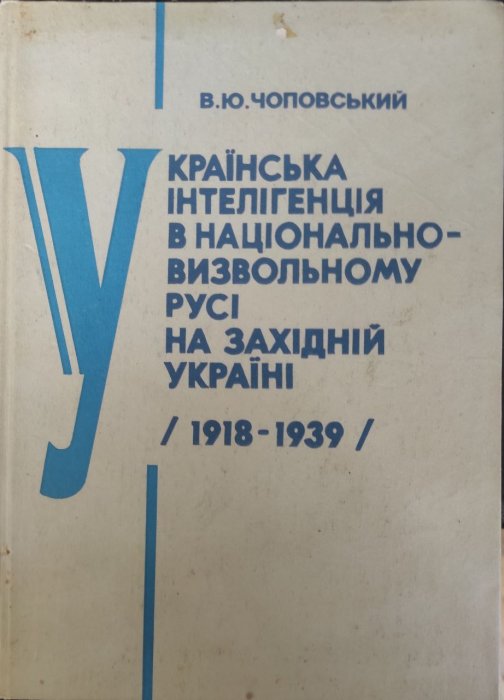 В.Ю.ЧОПОВСЬКИЙ
УКРАЇНСЬКА
ІНТЕЛІГЕНЦІЯ
В НАЦІОНАЛЬНО-
ВИЗВОЛЬНОМУ
РУСІ
НА ЗАХІДНІЙ
УКРАЇНІ
/ 1918-1939 /